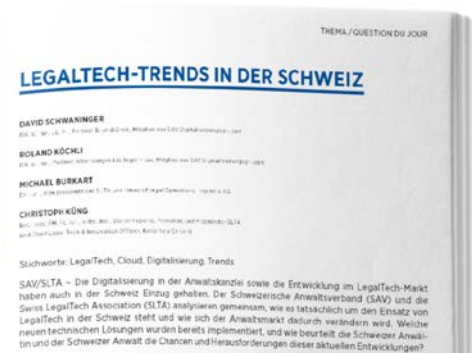 THEMA / QUESTION DU JOUR
LEGALTECH-TRENDS IN DER SCHWEIZ
DAVID SCHWANINGER
ROLAND KÖCHLI
MICHAEL BURKART
CHRISTOPH KÜNG
Stichworte: LegalTech, Cloud, Digitalisierung, Trends
SAV/SLTA – Die Digitalisierung in der Anwaltskanzlei sowie die Entwicklung im LegalTech-Markt
haben auch in der Schweiz Einzug gehalten. Der Schweizerische Anwaltsverband (SAV) und die
Swiss LegalTech Association (SLTA) analysieren gemeinsam, wie es tatsächlich um den Einsatz von
LegalTech in der Schweiz steht und wie sich der Anwaltsmarkt dadurch verändern wird. Welche
neuen technischen Lösungen wurden bereits implementiert, und wie beurteilt die Schweizer Anwäl-
tin und der Schweizer Anwalt die Chancen und Herausforderungen dieser aktuellen Entwicklungen?